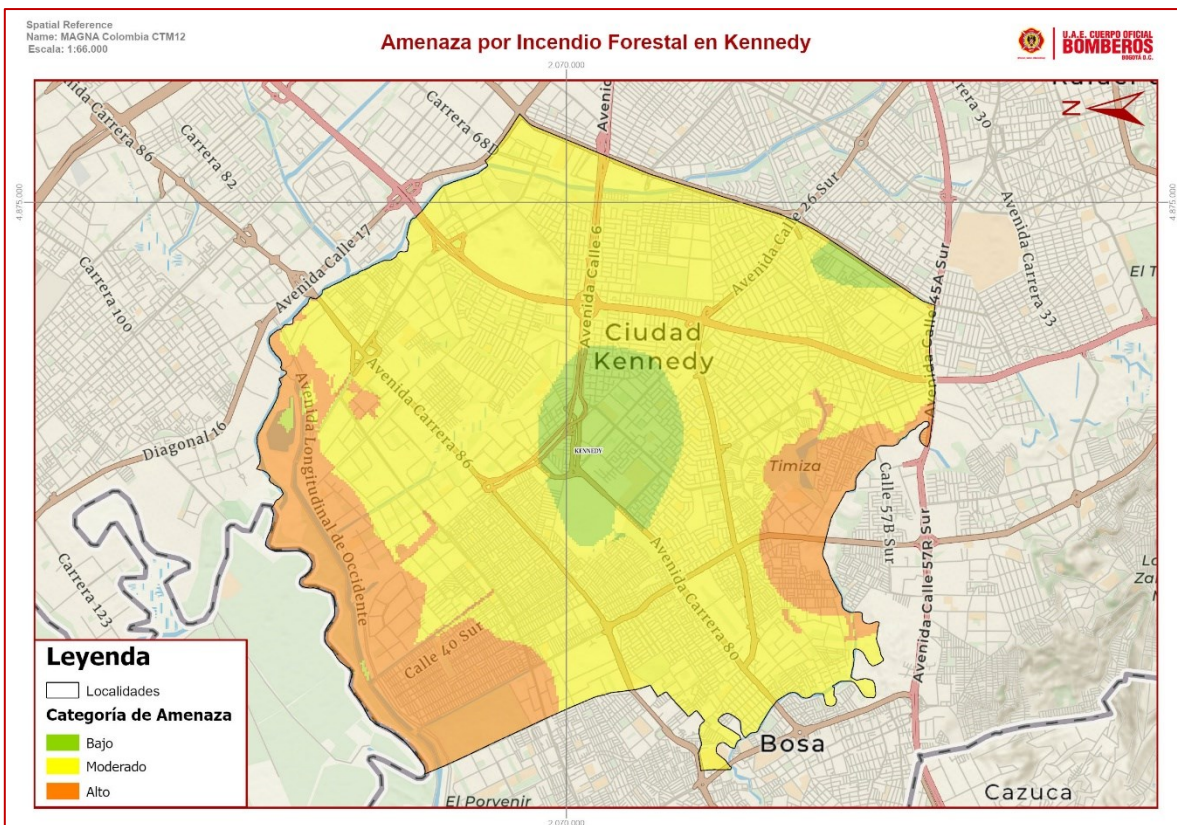 Spatial Reference
Name: MAGNA Colombia CTM12
Escala: 1:66.000
Amenaza por Incendio Forestal en Kennedy
U.A.E. CUERPO OFICIAL
BOMBEROS
BOGOTÁ D.C.
2.070.000
4.875.000
4.875.000
N
Avenida Carrera 86
Carrera 82
Carrera 68D
Carrera 30
Avenida Calle 17
Avenida Calle 6
Avenida Calle 26 Sur
Avenida Carrera 33
Carrera 100
El T
Avenida Calle 45A Sur
Ciudad
Kennedy
Diagonal 16
Avenida Longitudinal de Occidente
Avenida Carrera 86
KENNEDY
Timiza
Calle 57B Sur
Avenida Calle 57R Sur
Carrera 123
Avenida Carrera 80
Calle 40 Sur
Bosa
Cazuca
El Porvenir
Leyenda
Localidades
Categoría de Amenaza
Bajo
Moderado
Alto
2.070.000